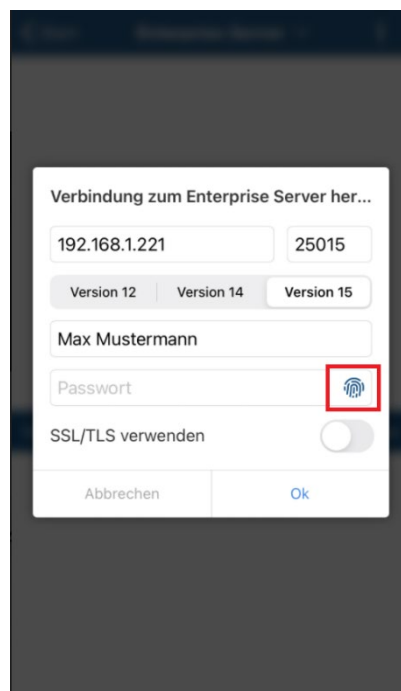 Verbindung zum Enterprise Server her...
192.168.1.221 25015
Version 12 Version 14 Version 15
Max Mustermann
Passwort
SSL/TLS verwenden
Abbrechen Ok